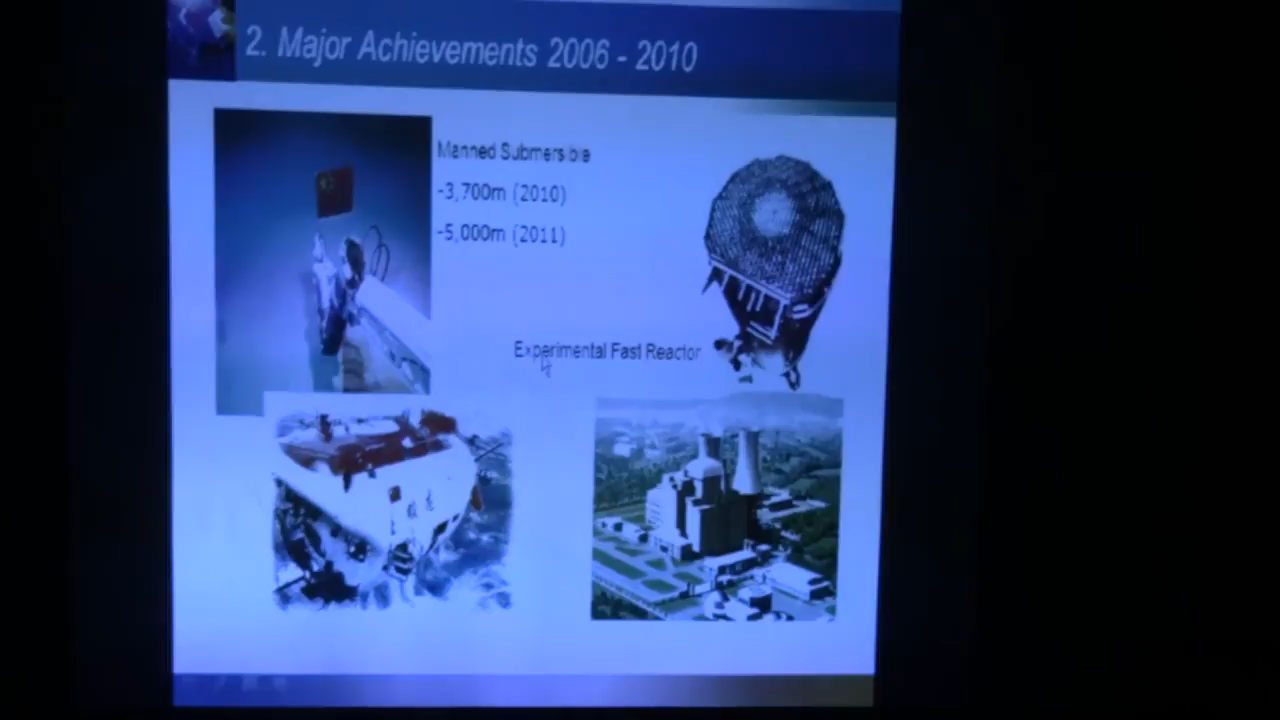 2. Major Achievements 2006 - 2010
Manned Submersible
-3,700m (2010)
-5,000m (2011)
Experimental Fast Reactor